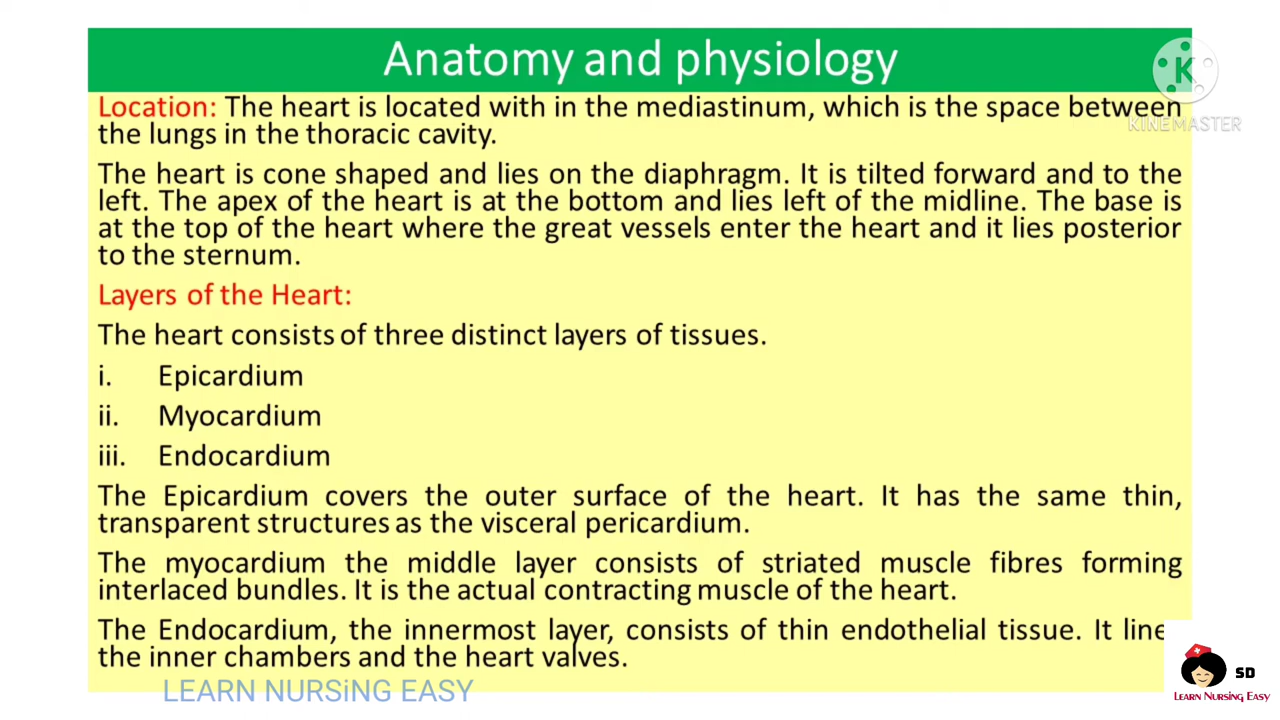 Anatomy and physiology
K
KINEMASTER
Location: The heart is located with in the mediastinum, which is the space between
the lungs in the thoracic cavity.
The heart is cone shaped and lies on the diaphragm. It is tilted forward and to the
left. The apex of the heart is at the bottom and lies left of the midline. The base is
at the top of the heart where the great vessels enter the heart and it lies posterior
to the sternum.
Layers of the Heart:
The heart consists of three distinct layers of tissues.
i. Epicardium
ii. Myocardium
iii. Endocardium
The Epicardium covers the outer surface of the heart. It has the same thin,
transparent structures as the visceral pericardium.
The myocardium the middle layer consists of striated muscle fibres forming
interlaced bundles. It is the actual contracting muscle of the heart.
The Endocardium, the innermost layer, consists of thin endothelial tissue. It line
the inner chambers and the heart valves.
LEARN NURSiNG EASY
SD
LEARN NURSING EASY